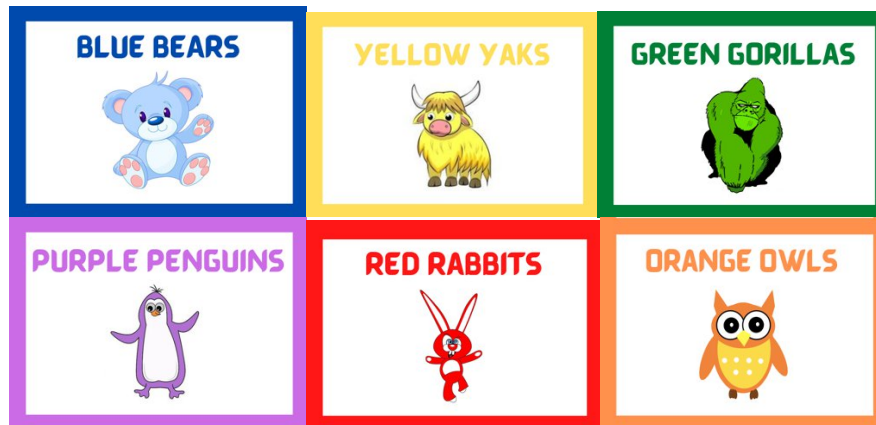 BLUE BEARS
YELLOW YAKS
GREEN GORILLAS
PURPLE PENGUINS
RED RABBITS
ORANGE OWLS